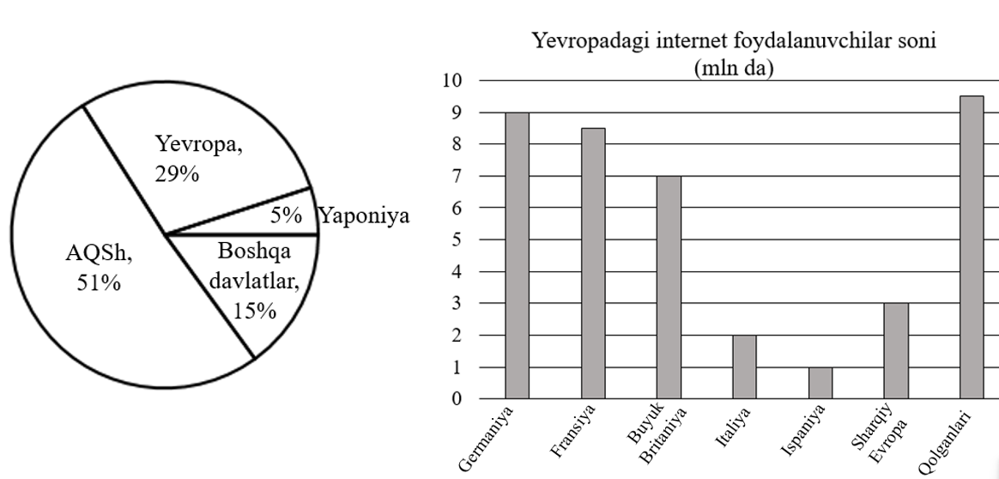 Yevropa,
29%
5% Yaponiya
AQSh,
51%
Boshqa
davlatlar,
15%
Yevropadagi internet foydalanuvchilar soni
(mln da)
10
9
8
7
6
5
4
3
2
1
0
Germaniya
Fransiya
Buyuk
Britaniya
Italiya
Ispaniya
Sharqiy
Evropa
Qolganlari